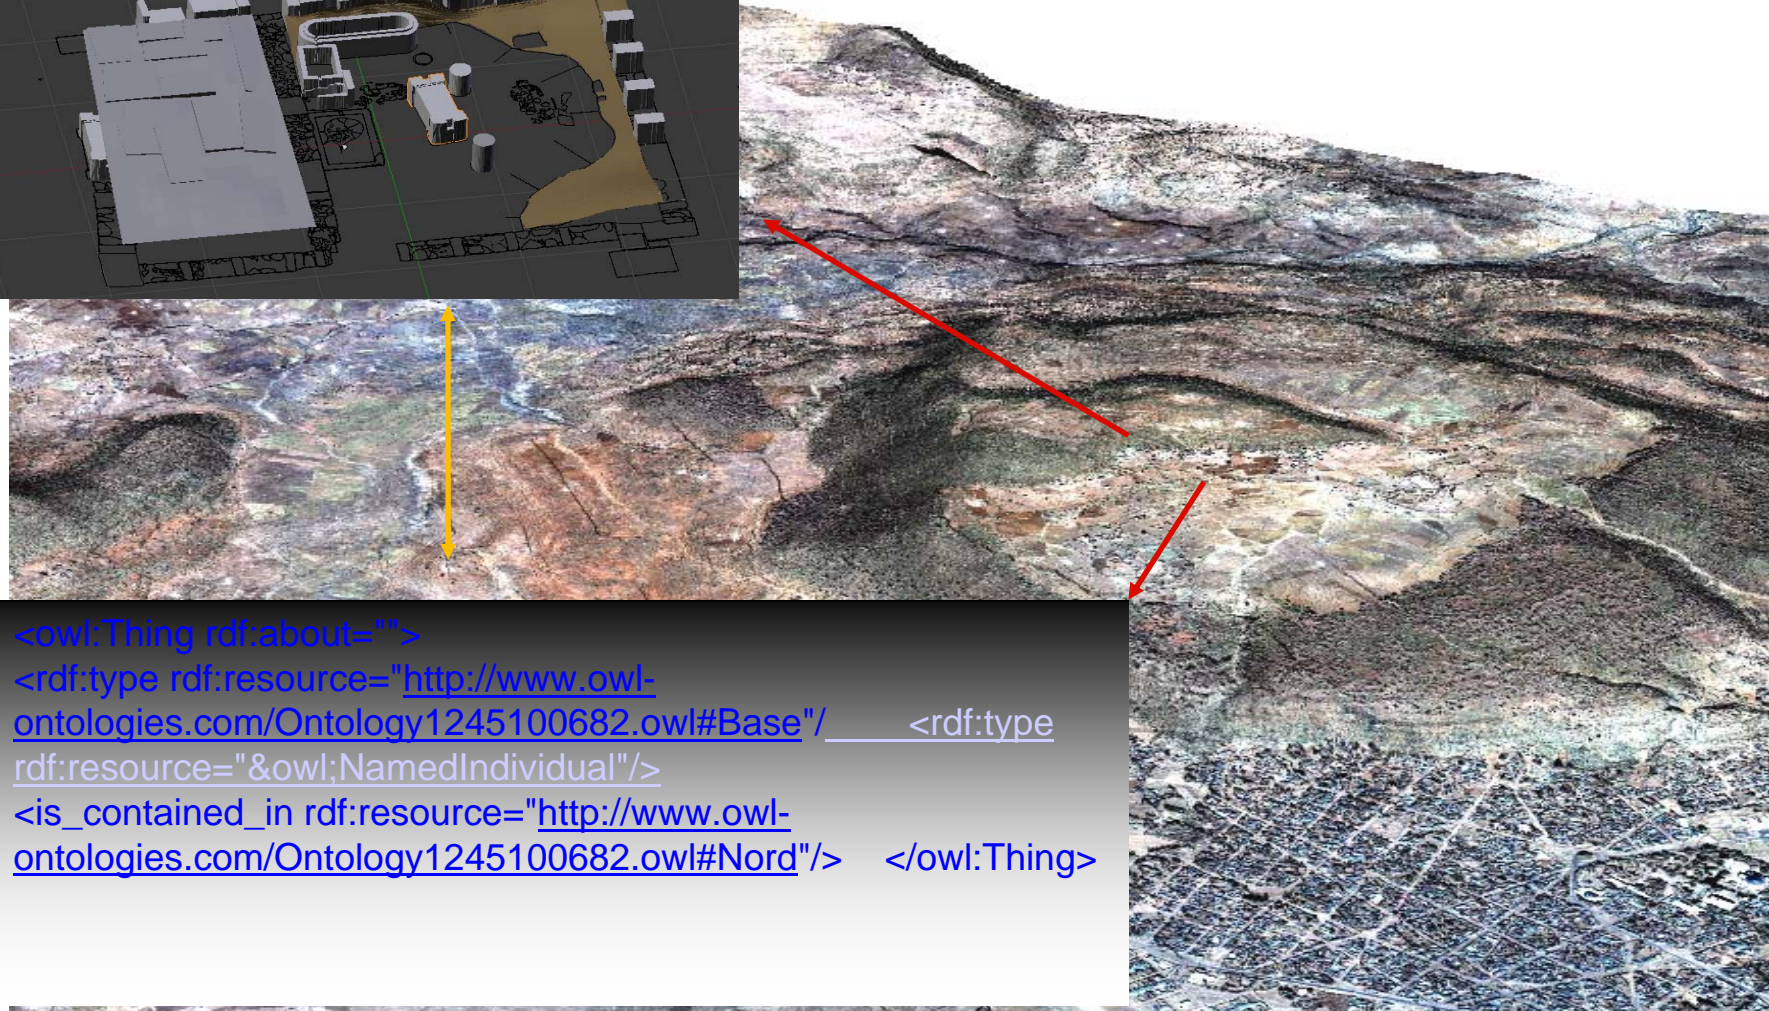 <owl:Thing rdf:about="">
<rdf:type rdf:resource="http://www.owl-
ontologies.com/Ontology1245100682.owl#Base"/ <rdf:type
rdf:resource="&owl;NamedIndividual"/>
<is_contained_in rdf:resource="http://www.owl-
ontologies.com/Ontology1245100682.owl#Nord"/> </owl:Thing>